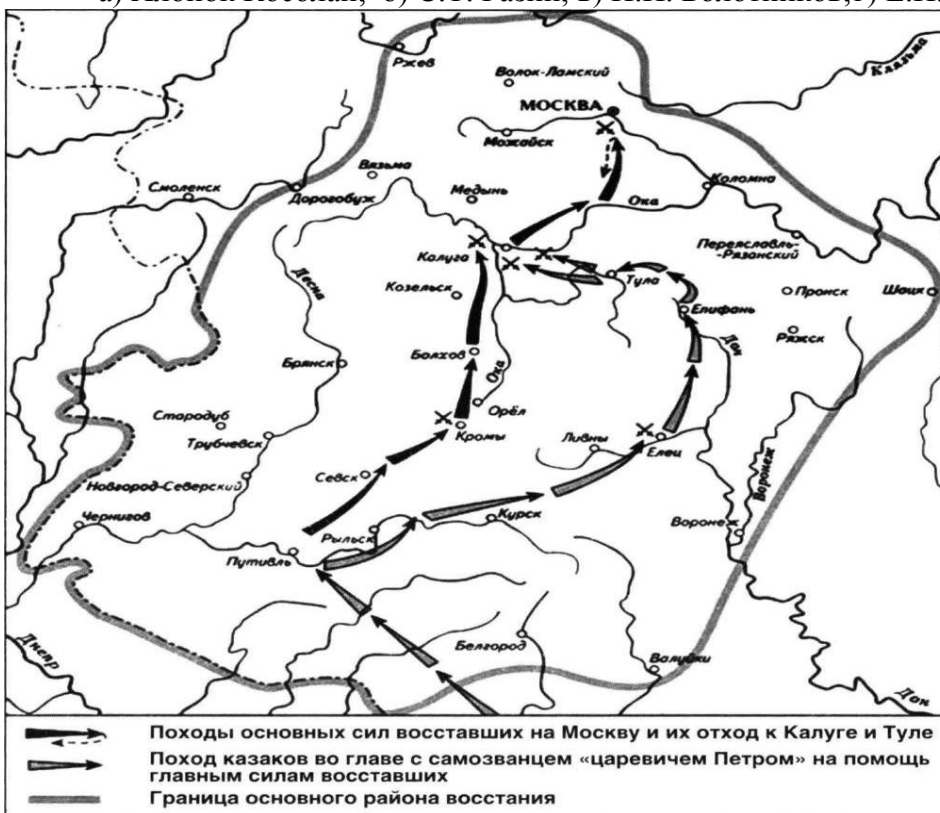 а) Хлопок Косолап; б) С.Т. Разин; в) И.И. Болотников;г)
Ржев
Волок-Ламский
Клязьма
МОСКВА
Можайск
Вязьма
Смоленск
Дорогобуж
Медынь
Коломна
Ока
Калуга
Переяславль-
-Рязанский
Десна
Козельск
Тула
Пронск
Шацк
Епифань
Ряжск
Болхов
Брянск
Ока
Дон
Орёл
Стародуб
Кромы
Трубчевск
Ливны
Елец
Севск
Воронеж
Новгород-Северский
Чернигов
Рыльск
Курск
Воронеж
Путивль
Белгород
Днепр
Валуйки
Дон
Походы основных сил восставших на Москву и их отход к Калуге и Туле
Поход казаков во главе с самозванцем «царевичем Петром» на помощь
главным силам восставших
Граница основного района восстания